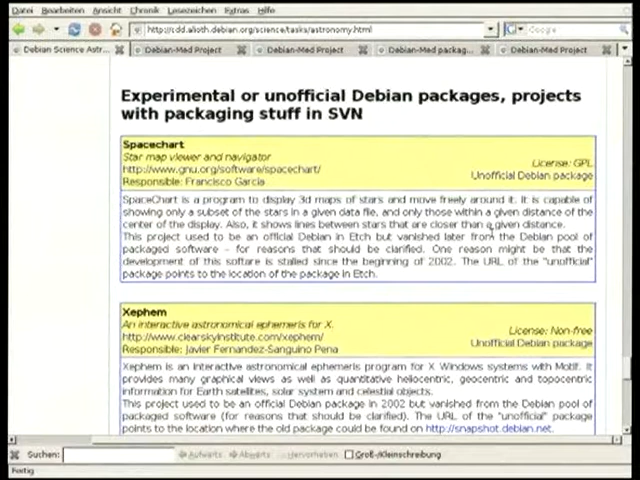 Datei Bearbeiten Ansicht Chronik Lesezeichen Extras Hilfe
http://cdd.alioth.debian.org/science/tasks/astronomy.html
Google
Debian Science Astr...
Debian-Med Project
Debian-Med Project
Debian-Med packag...
Debian-Med Project
Experimental or unofficial Debian packages, projects
with packaging stuff in SVN
Spacechart
Star map viewer and navigator
License: GPL
http://www.gnu.org/software/spacechart/
Unofficial Debian package
Responsible: Francisco Garcia
SpaceChart is a program to display 3d maps of stars and move freely around it. It is capable of
showing only a subset of the stars in a given data file, and only those within a given distance of the
center of the display. Also, it shows lines between stars that are closer than a given distance.
This project used to be an official Debian in Etch but vanished later from the Debian pool of
packaged software – for reasons that should be clarified. One reason might be that the
development of this softare is stalled since the beginning of 2002. The URL of the "unofficial"
package points to the location of the package in Etch.
Xephem
An interactive astronomical ephemeris for X.
License: Non-free
http://www.clearskyinstitute.com/xephem/
Unofficial Debian package
Responsible: Javier Fernandez-Sanguino Pena
Xephem is an interactive astronomical ephemeris program for X Windows systems with Motif. It
provides many graphical views as well as quantitative heliocentric, geocentric and topocentric
information for Earth satellites, solar system and celestial objects.
This project used to be an official Debian package in 2002 but vanished from the Debian pool of
packaged software (for reasons that should be clarified). The URL of the "unofficial" package
points to the location where the old package could be found on http://snapshot.debian.net.
Suchen: Aufwärts Abwärts Hervorheben Groß-/Kleinschreibung
Fertig